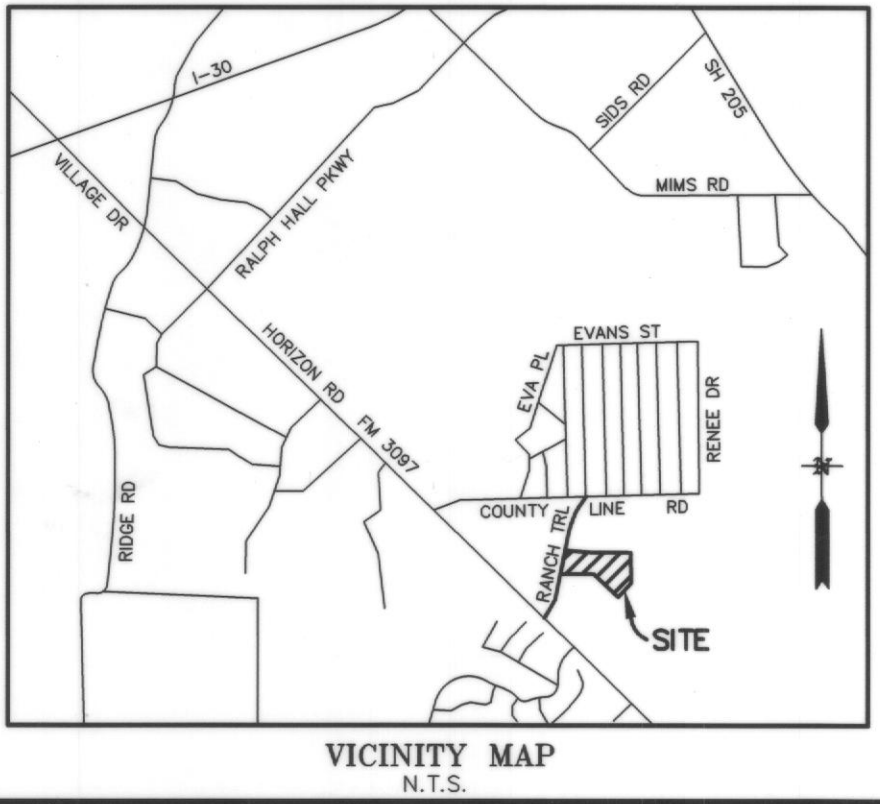 I-30
VILLAGE DR
RALPH HALL PKWY
SIDS RD
SH 205
MIMS RD
HORIZON RD
FM 3097
EVANS ST
EVA PL
RENEE DR
RIDGE RD
COUNTY LINE RD
RANCH TRL
N
SITE
VICINITY MAP
N.T.S.